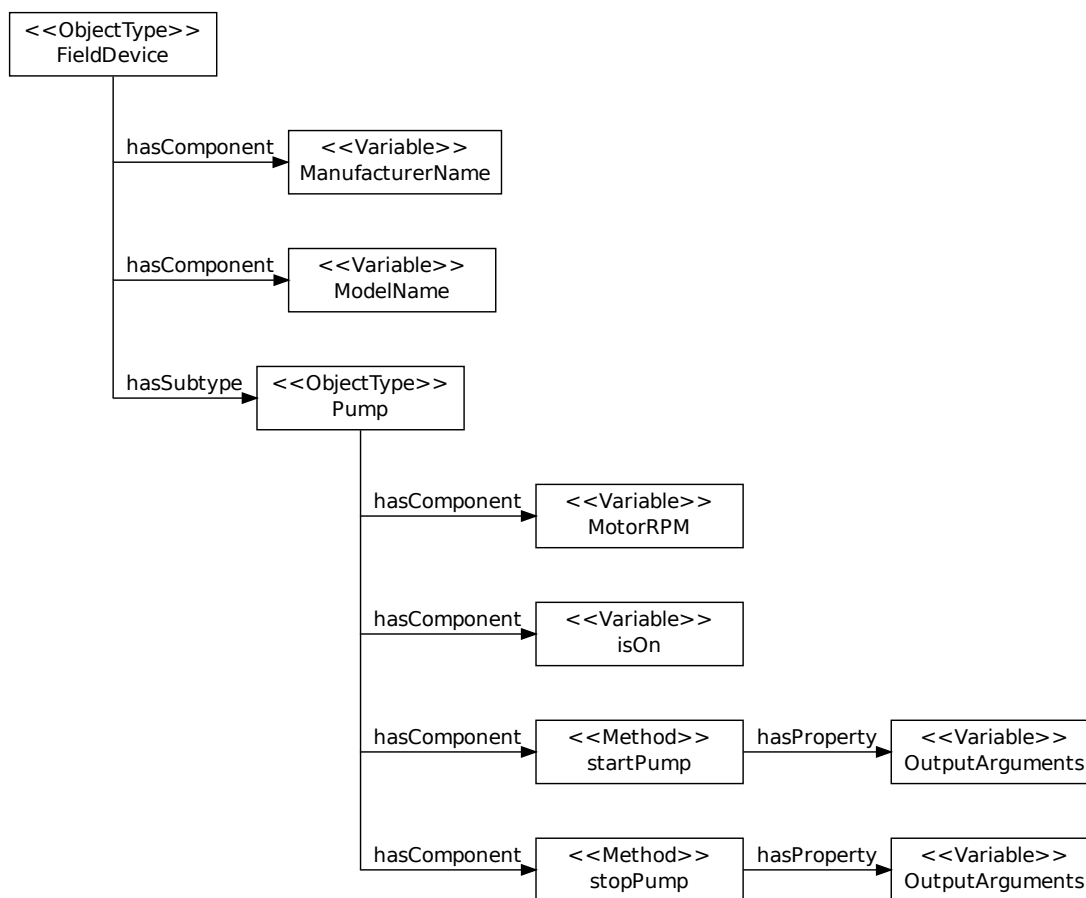 <<ObjectType>>
FieldDevice
hasComponent
<<Variable>>
ManufacturerName
hasComponent
<<Variable>>
ModelName
hasSubtype
<<ObjectType>>
Pump
hasComponent
<<Variable>>
MotorRPM
hasComponent
<<Variable>>
isOn
hasComponent
<<Method>>
startPump
hasProperty
<<Variable>>
OutputArguments
hasComponent
<<Method>>
stopPump
hasProperty
<<Variable>>
OutputArguments